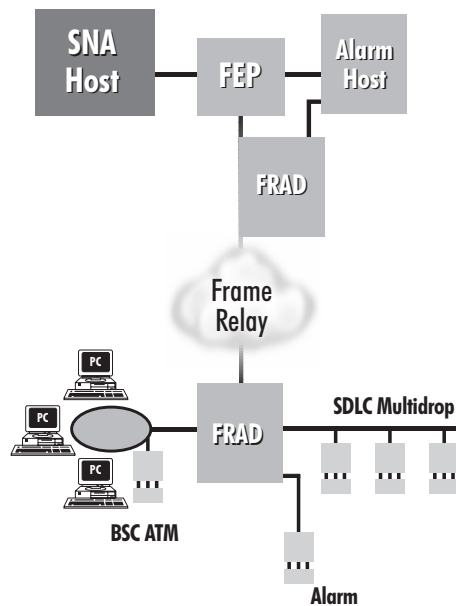 SNA
Host
FEP
Alarm
Host
FRAD
Frame
Relay
PC
PC
PC
FRAD
SDLC Multidrop
BSC ATM
Alarm